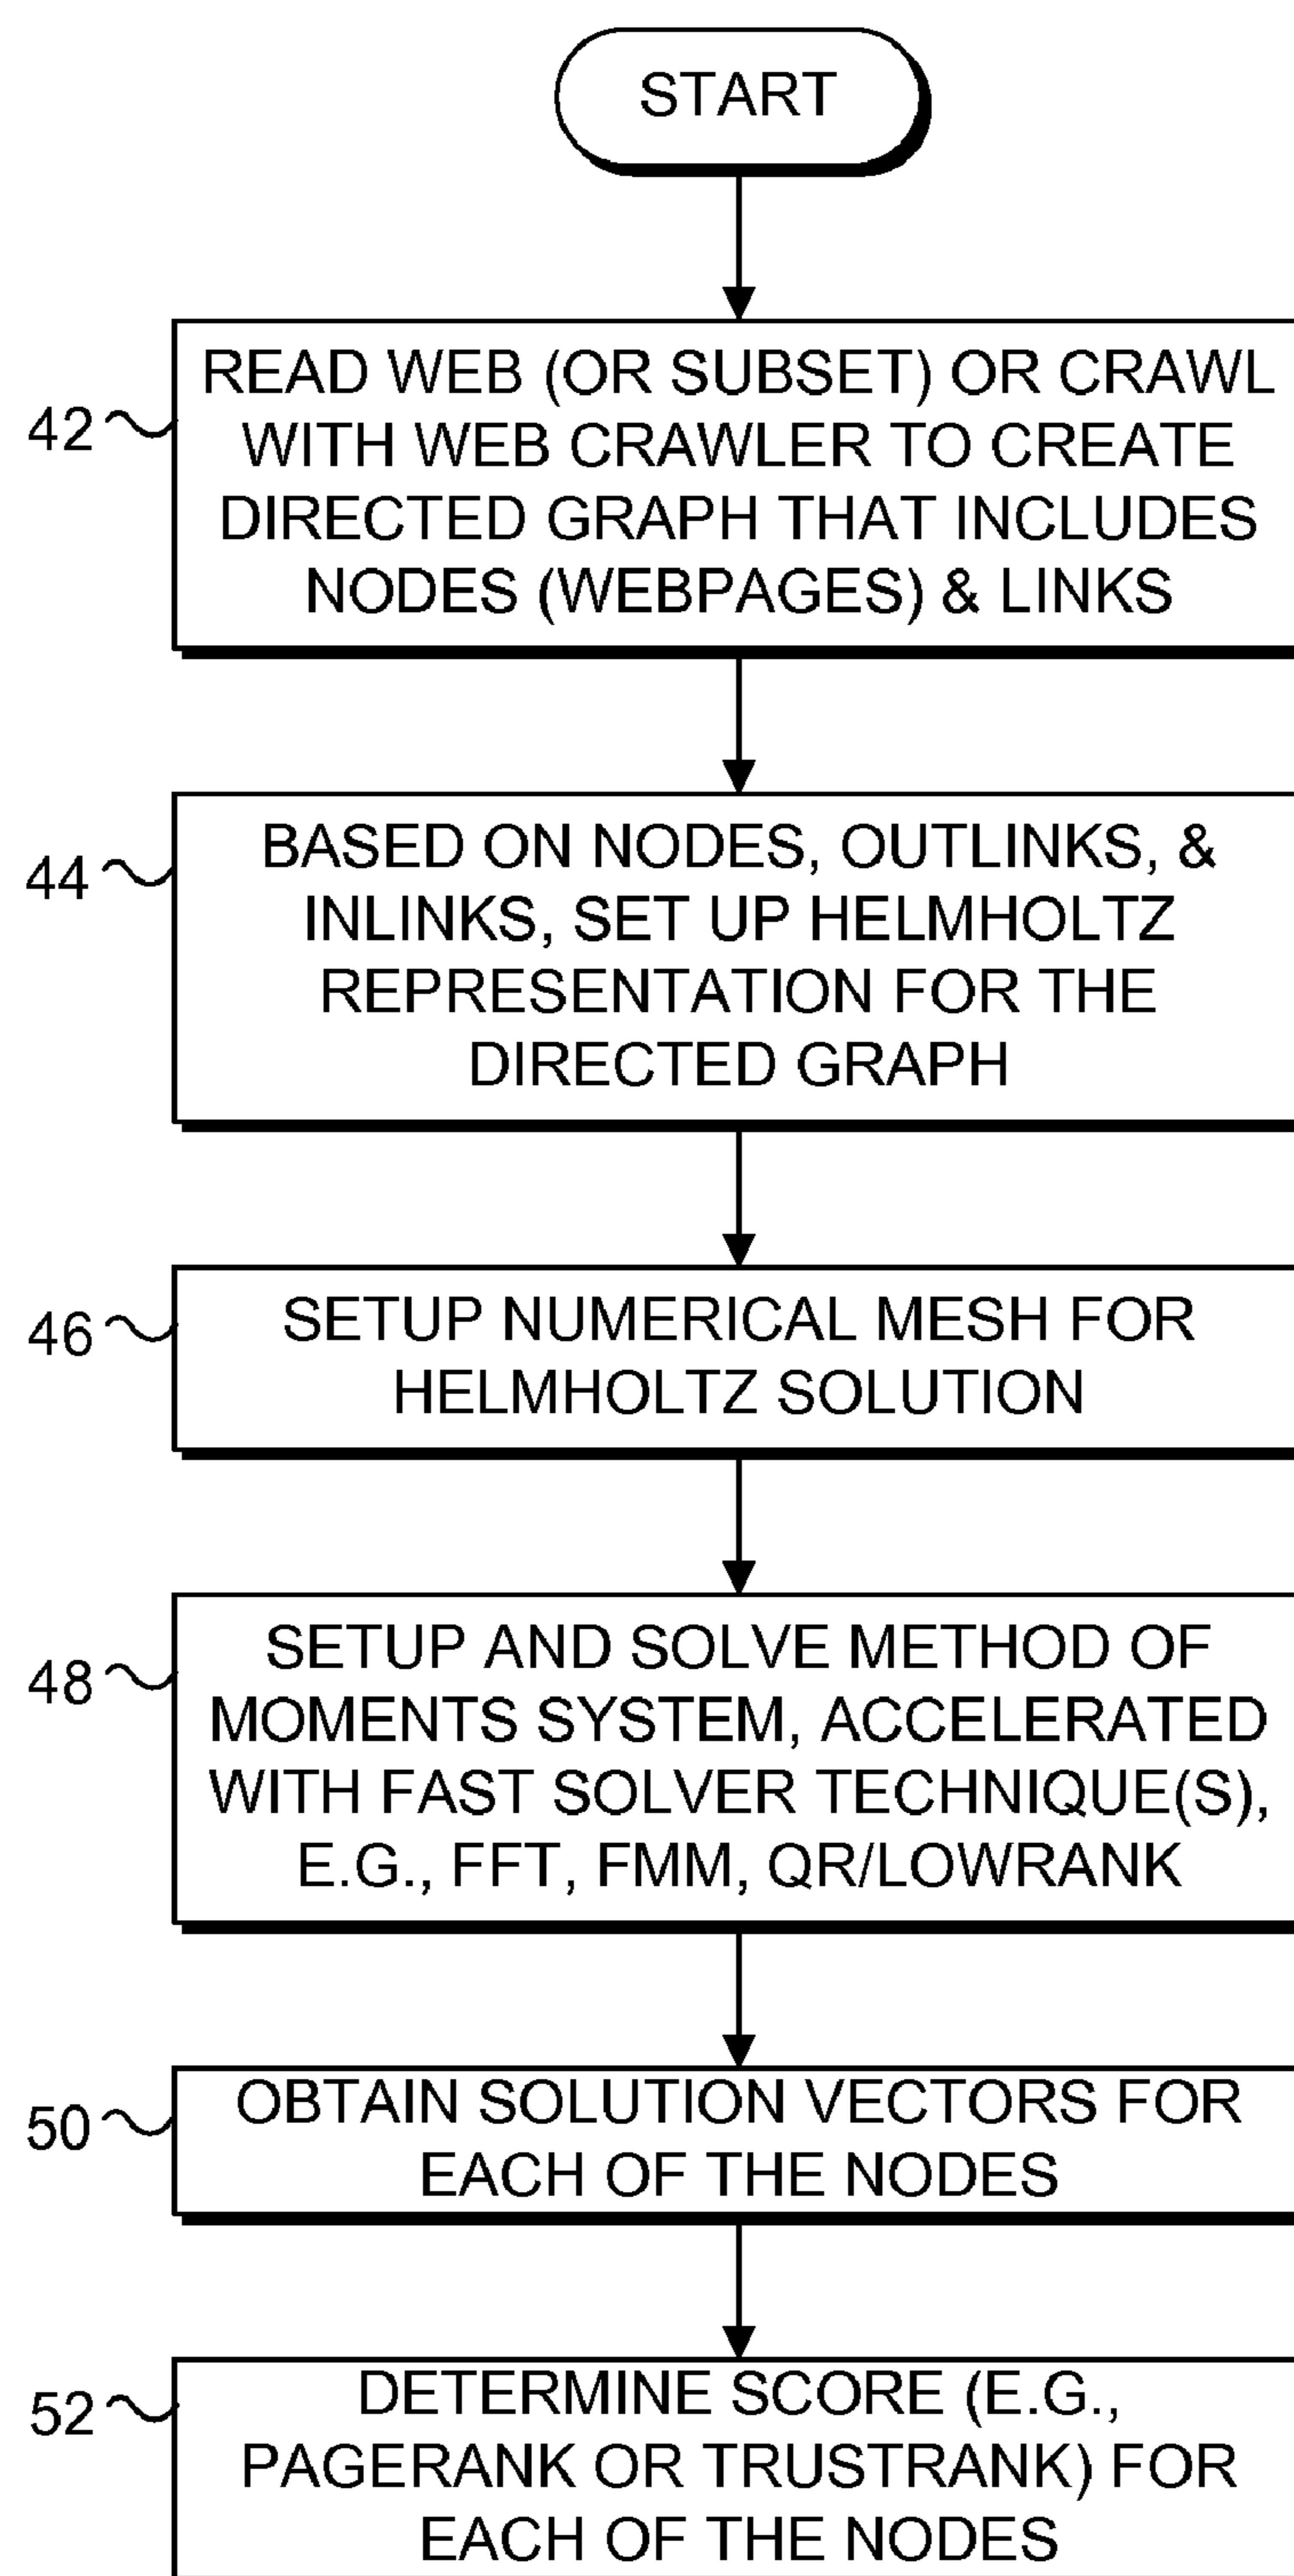 START
42
READ WEB (OR SUBSET) OR CRAWL
WITH WEB CRAWLER TO CREATE
DIRECTED GRAPH THAT INCLUDES
NODES (WEBPAGES) & LINKS
44
BASED ON NODES, OUTLINKS, &
INLINKS, SET UP HELMHOLTZ
REPRESENTATION FOR THE
DIRECTED GRAPH
46
SETUP NUMERICAL MESH FOR
HELMHOLTZ SOLUTION
48
SETUP AND SOLVE METHOD OF
MOMENTS SYSTEM, ACCELERATED
WITH FAST SOLVER TECHNIQUE(S),
E.G., FFT, FMM, QR/LOWRANK
50
OBTAIN SOLUTION VECTORS FOR
EACH OF THE NODES
52
DETERMINE SCORE (E.G.,
PAGERANK OR TRUSTRANK) FOR
EACH OF THE NODES